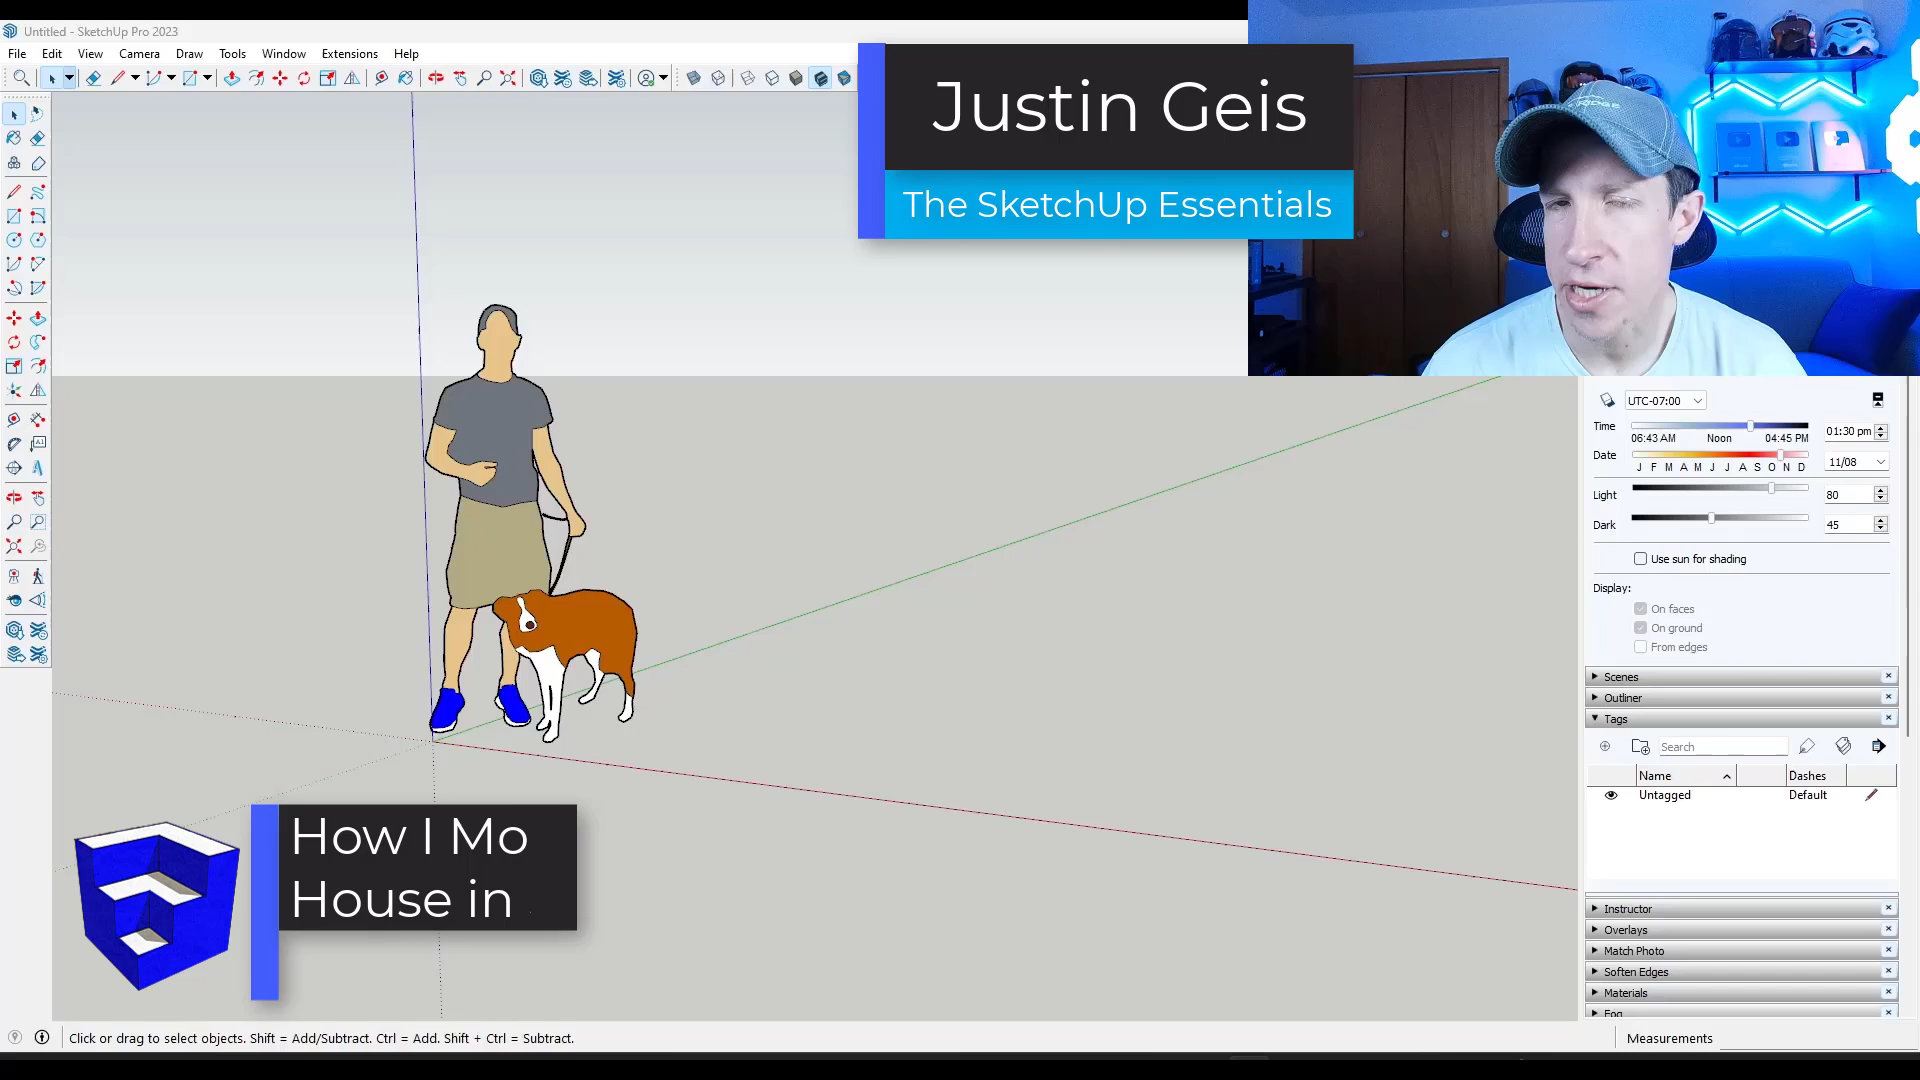 Untitled - SketchUp Pro 2023
File Edit View Camera Draw Tools Window Extensions Help
Justin Geis
The SketchUp Essentials
UTC-07:00
Time
06:43 AM Noon 04:45 PM
01:30 pm
Date
J F M A M J J A S O N D
11/08
Light
80
Dark
45
Use sun for shading
Display:
On faces
On ground
From edges
Scenes
Outliner
Tags
Search
Name Dashes
Untagged Default
How I Mo
House in
Instructor
Overlays
Match Photo
Soften Edges
Materials
Fog
Click or drag to select objects. Shift = Add/Subtract. Ctrl = Add. Shift + Ctrl = Subtract.
Measurements